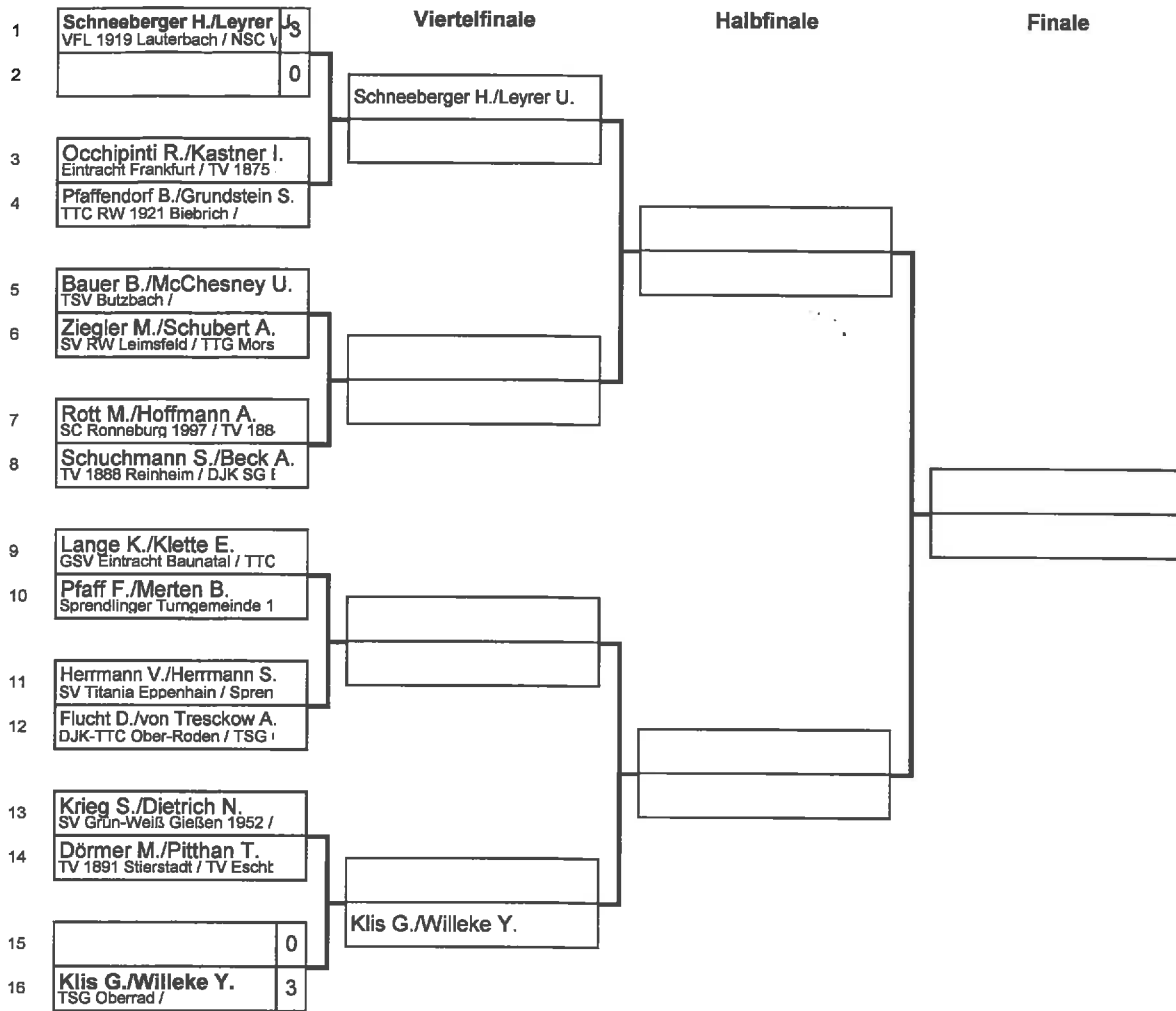 Viertelfinale Halbfinale Finale
1 Schneeberger H./Leyrer U. 3
VFL 1919 Lauterbach / NSC
2 0
Schneeberger H./Leyrer U.
3 Occhipinti R./Kastner I.
Eintracht Frankfurt / TV 1875
4 Pfaffendorf B./Grundstein S.
TTC RW 1921 Biebrich /
5 Bauer B./McChesney U.
TSV Butzbach /
6 Ziegler M./Schubert A.
SV RW Leimsfeld / TTG Mors
7 Rott M./Hoffmann A.
SC Ronneburg 1997 / TV 188
8 Schuchmann S./Beck A.
TV 1888 Reinheim / DJK SG
9 Lange K./Klette E.
GSV Eintracht Baunatal / TTC
10 Pfaff F./Merten B.
Sprendlinger Turngemeinde 1
11 Herrmann V./Herrmann S.
SV Titania Eppenhain / Spren
12 Flucht D./von Tresckow A.
DJK-TTC Ober-Roden / TSG
13 Krieg S./Dietrich N.
SV Grün-Weiß Gießen 1952 /
14 Dörmer M./Pitthan T.
TV 1891 Stierstadt / TV Esch
Klis G./Willeke Y.
15 0
16 Klis G./Willeke Y. 3
TSG Oberrad /